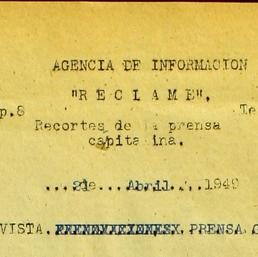 AGENCIA DE INFORMACION
"R E C L A M E".
p.8 Te
Recortes de la prensa
capitalina.
...21e...Abril...1949
VISTA. PRENSA